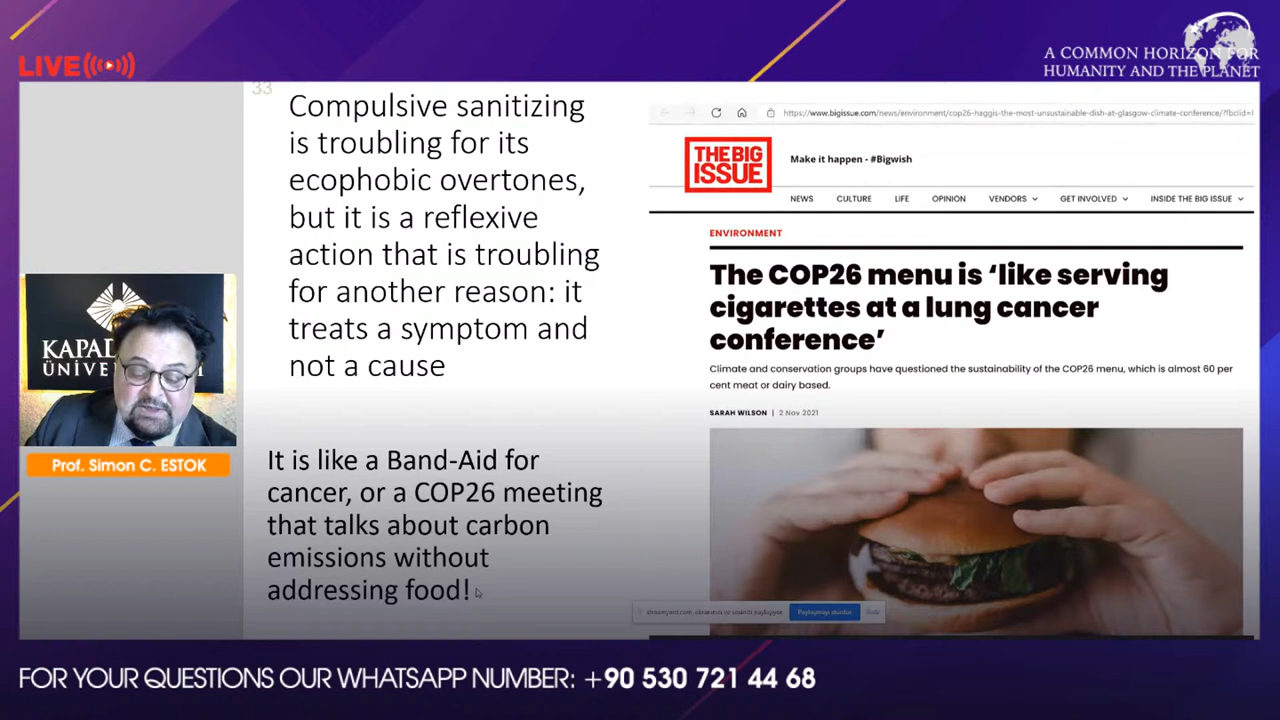 LIVE
A COMMON HORIZON FOR
HUMANITY AND THE PLANET
33
Compulsive sanitizing
is troubling for its
ecophobic overtones,
but it is a reflexive
action that is troubling
for another reason: it
treats a symptom and
not a cause
It is like a Band-Aid for
cancer, or a COP26 meeting
that talks about carbon
emissions without
addressing food!
https://www.bigissue.com/news/environment/cop26-haggis-the-most-unsustainable-dish-at-glasgow-climate-conference/?fbclid=I
THE BIG
ISSUE
Make it happen - #Bigwish
NEWS CULTURE LIFE OPINION VENDORS GET INVOLVED INSIDE THE BIG ISSUE
ENVIRONMENT
The COP26 menu is ‘like serving
cigarettes at a lung cancer
conference’
Climate and conservation groups have questioned the sustainability of the COP26 menu, which is almost 60 per
cent meat or dairy based.
SARAH WILSON | 2 Nov 2021
KAPAD
ÜNİVE
Prof. Simon C. ESTOK
Paylaşmayı durdur
Gizle
FOR YOUR QUESTIONS OUR WHATSAPP NUMBER: +90 530 721 44 68